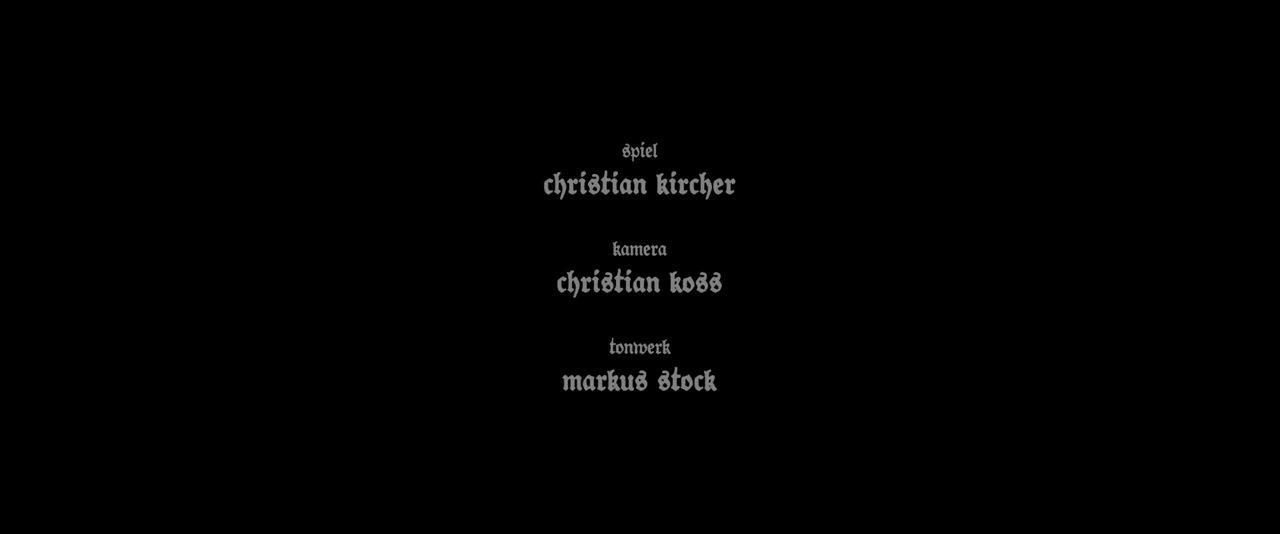 spiel
christian kircher
kamera
christian koss
tonwerk
markus stock